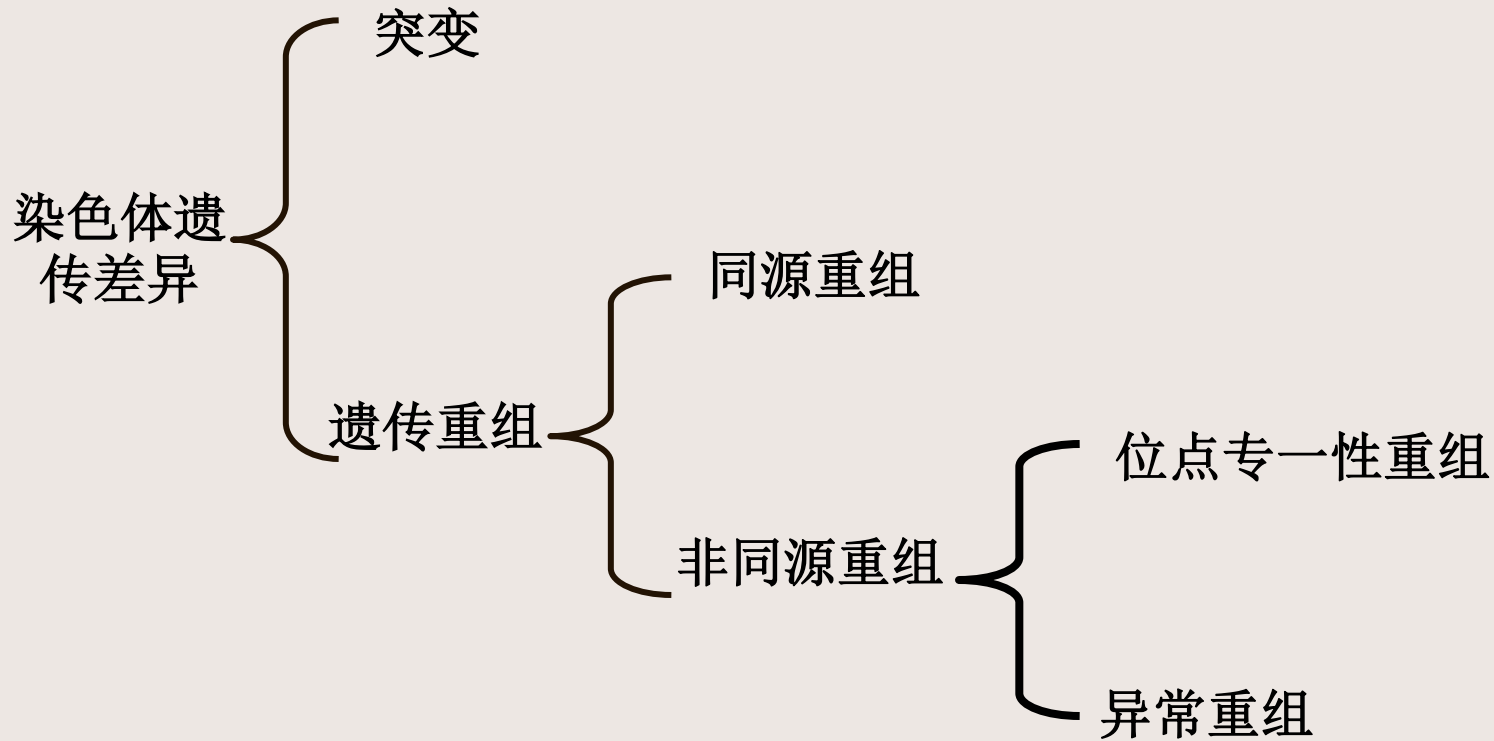 突变
染色体遗
传差异
同源重组
遗传重组
位点专一性重组
非同源重组
异常重组